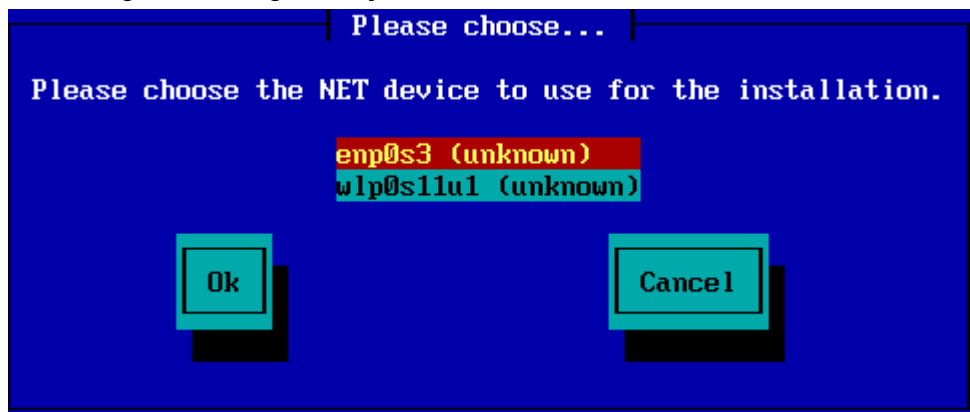 Please choose...
Please choose the NET device to use for the installation.
enp0s3 (unknown)
wlp0s11u1 (unknown)
Ok
Cancel